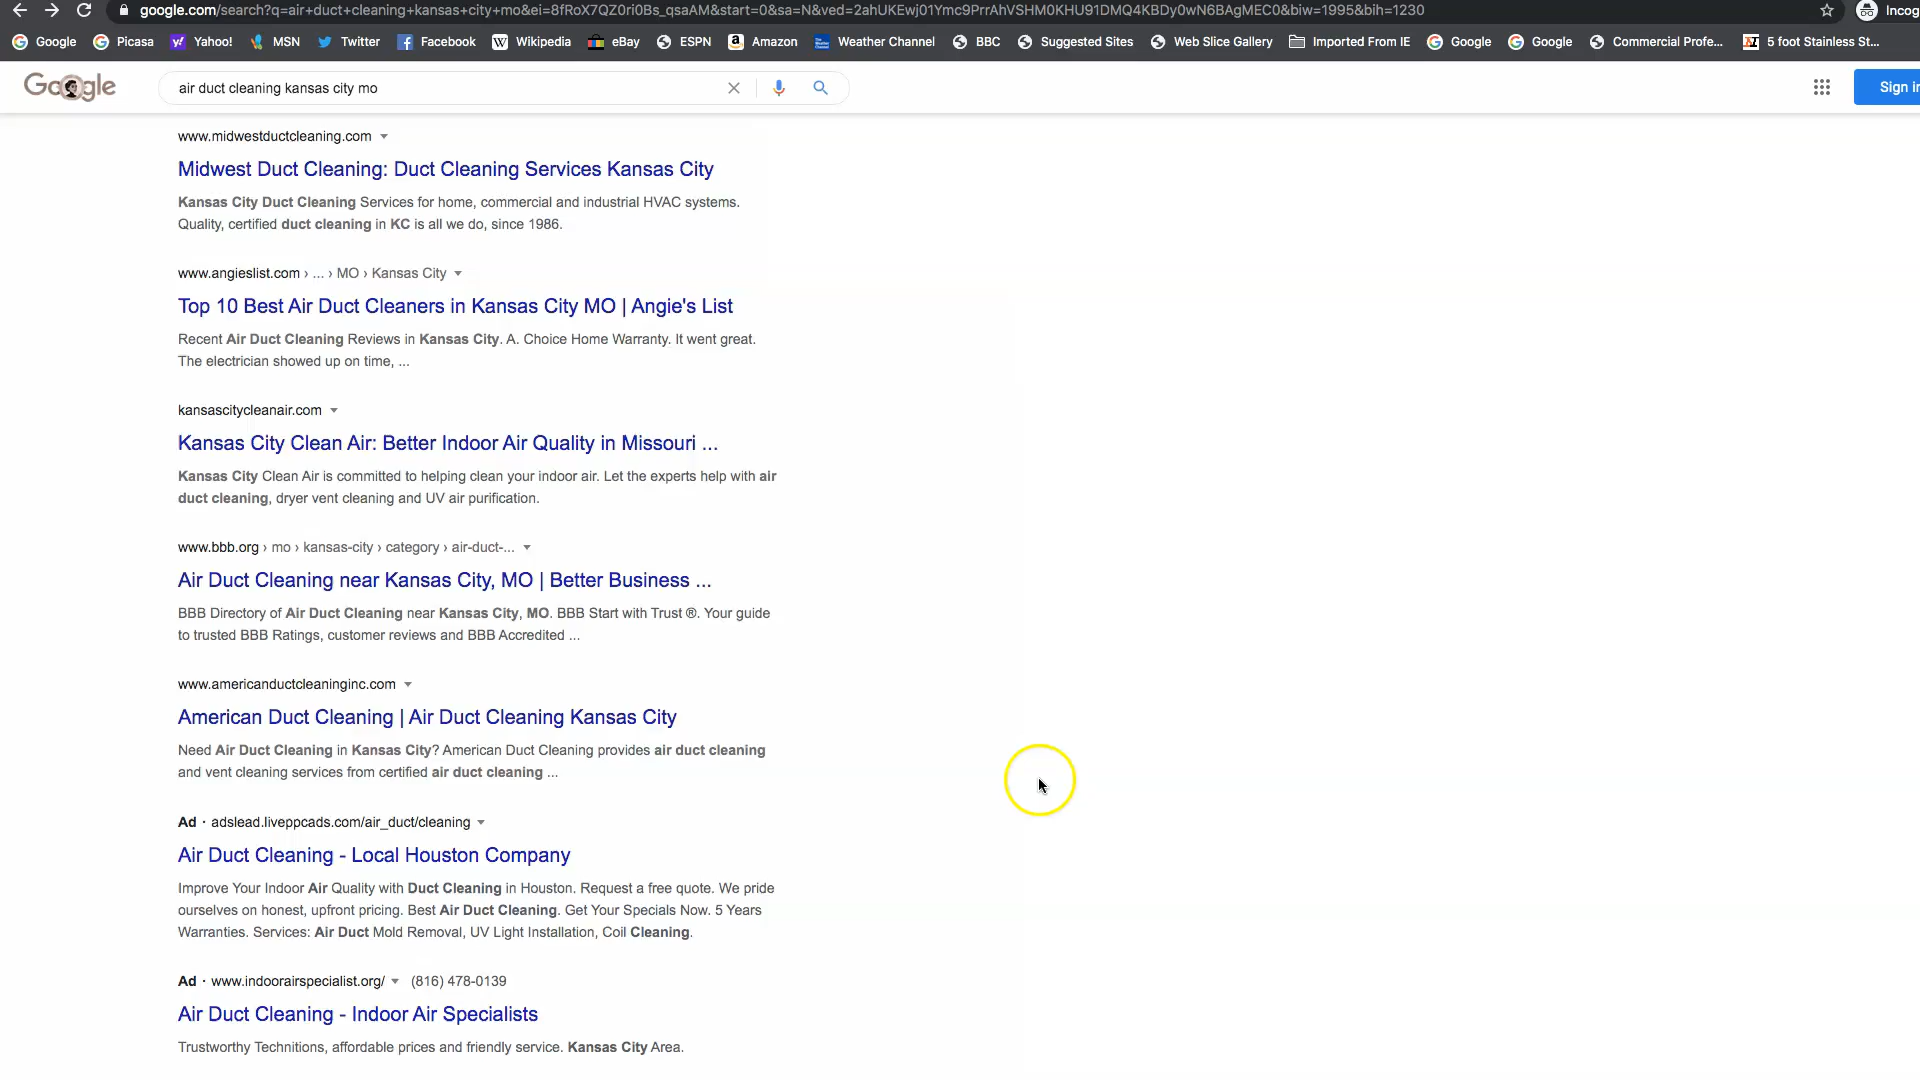 google.com/search?q=air+duct+cleaning+kansas+city+mo&ei=8fRoX7QZ0ri0Bs_qsaAM&start=0&sa=N&ved=2ahUKEwj01Ymc9PrrAhVSHM0KHU91DMQ4KBDy0wN6BAgMEC0&biw=1995&bih=1230
Incog
Google Picasa Yahoo! MSN Twitter Facebook Wikipedia eBay ESPN Amazon Weather Channel BBC Suggested Sites Web Slice Gallery Imported From IE Google Google Commercial Profe... 5 foot Stainless St...
Google
air duct cleaning kansas city mo
Sign in
www.midwestductcleaning.com
Midwest Duct Cleaning: Duct Cleaning Services Kansas City
Kansas City Duct Cleaning Services for home, commercial and industrial HVAC systems.
Quality, certified duct cleaning in KC is all we do, since 1986.
www.angieslist.com › ... › MO › Kansas City
Top 10 Best Air Duct Cleaners in Kansas City MO | Angie's List
Recent Air Duct Cleaning Reviews in Kansas City. A. Choice Home Warranty. It went great.
The electrician showed up on time, ...
kansascitycleanair.com
Kansas City Clean Air: Better Indoor Air Quality in Missouri ...
Kansas City Clean Air is committed to helping clean your indoor air. Let the experts help with air
duct cleaning, dryer vent cleaning and UV air purification.
www.bbb.org › mo › kansas-city › category › air-duct-...
Air Duct Cleaning near Kansas City, MO | Better Business ...
BBB Directory of Air Duct Cleaning near Kansas City, MO. BBB Start with Trust ®. Your guide
to trusted BBB Ratings, customer reviews and BBB Accredited ...
www.americanductcleaninginc.com
American Duct Cleaning | Air Duct Cleaning Kansas City
Need Air Duct Cleaning in Kansas City? American Duct Cleaning provides air duct cleaning
and vent cleaning services from certified air duct cleaning ...
Ad · adslead.liveppcads.com/air_duct/cleaning
Air Duct Cleaning - Local Houston Company
Improve Your Indoor Air Quality with Duct Cleaning in Houston. Request a free quote. We pride
ourselves on honest, upfront pricing. Best Air Duct Cleaning. Get Your Specials Now. 5 Years
Warranties. Services: Air Duct Mold Removal, UV Light Installation, Coil Cleaning.
Ad · www.indoorairspecialist.org/ (816) 478-0139
Air Duct Cleaning - Indoor Air Specialists
Trustworthy Technitions, affordable prices and friendly service. Kansas City Area.